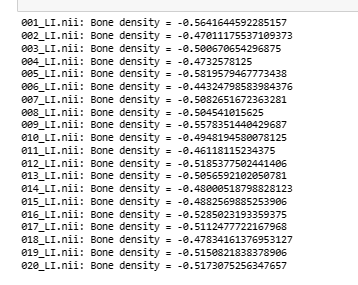 001_LI.nii: Bone density = -0.5641644592285157
002_LI.nii: Bone density = -0.47011175537109373
003_LI.nii: Bone density = -0.500670654296875
004_LI.nii: Bone density = -0.4732578125
005_LI.nii: Bone density = -0.5819579467773438
006_LI.nii: Bone density = -0.44324798583984376
007_LI.nii: Bone density = -0.5082651672363281
008_LI.nii: Bone density = -0.504541015625
009_LI.nii: Bone density = -0.5578351440429687
010_LI.nii: Bone density = -0.4948194580078125
011_LI.nii: Bone density = -0.46118115234375
012_LI.nii: Bone density = -0.5185377502441406
013_LI.nii: Bone density = -0.5056592102050781
014_LI.nii: Bone density = -0.48000518798828123
015_LI.nii: Bone density = -0.4882569885253906
016_LI.nii: Bone density = -0.5285023193359375
017_LI.nii: Bone density = -0.5112477722167968
018_LI.nii: Bone density = -0.47834161376953127
019_LI.nii: Bone density = -0.5150821838378906
020_LI.nii: Bone density = -0.5173075256347657